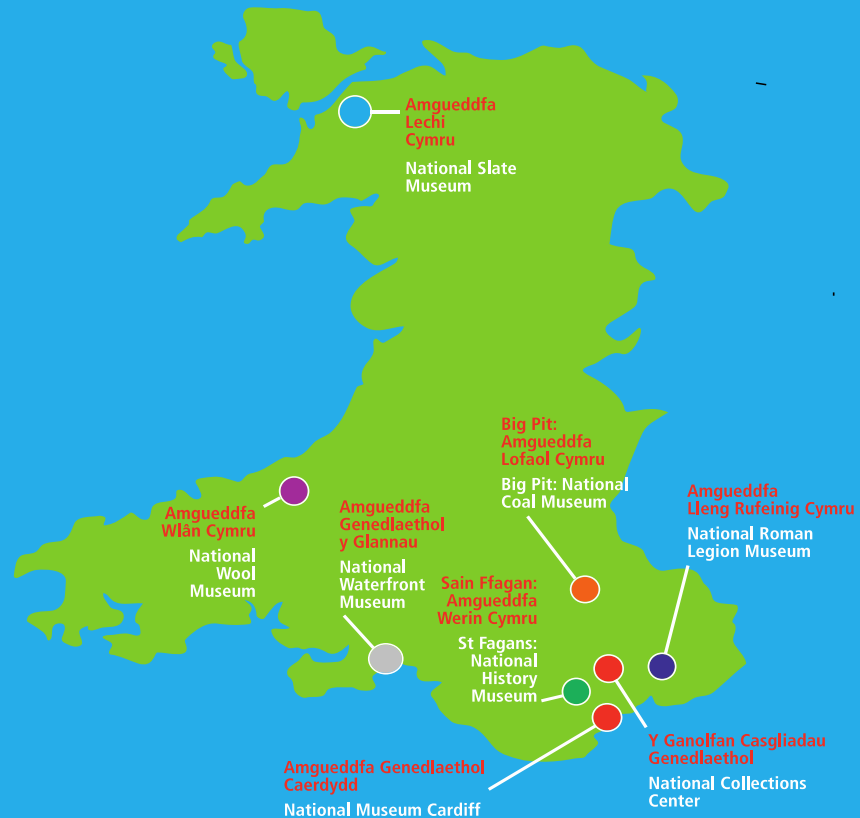 Amgueddfa
Lechi
Cymru
National Slate
Museum
Big Pit:
Amgueddfa
Lofaol Cymru
Big Pit: National
Coal Museum
Amgueddfa
Lleng Rufeinig Cymru
National Roman
Legion Museum
Amgueddfa
Wlân Cymru
National
Wool
Museum
Amgueddfa
Genedlaethol
y Glannau
National
Waterfront
Museum
Sain Ffagan:
Amgueddfa
Werin Cymru
St Fagans:
National
History
Museum
Y Ganolfan Casgliadau
Genedlaethol
National Collections
Center
Amgueddfa Genedlaethol
Caerdydd
National Museum Cardiff